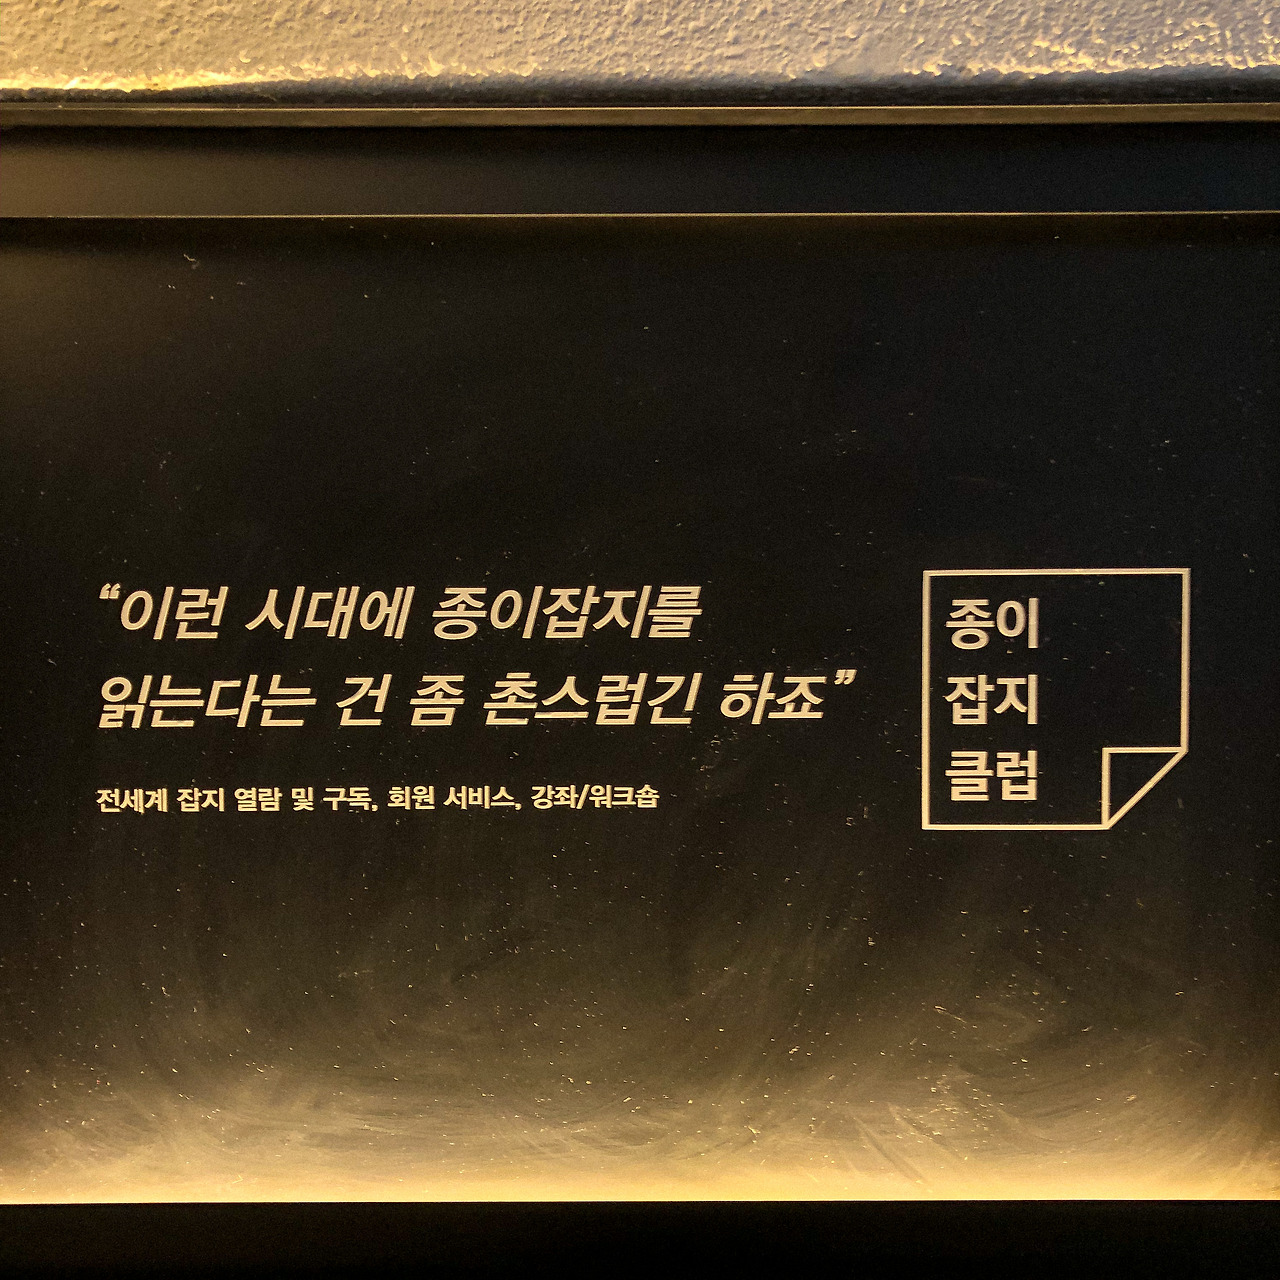 “이런 시대에 종이잡지를
읽는다는 건 좀 촌스럽긴 하죠”
전세계 잡지 열람 및 구독, 회원 서비스, 강좌/워크숍
종이
잡지
클럽